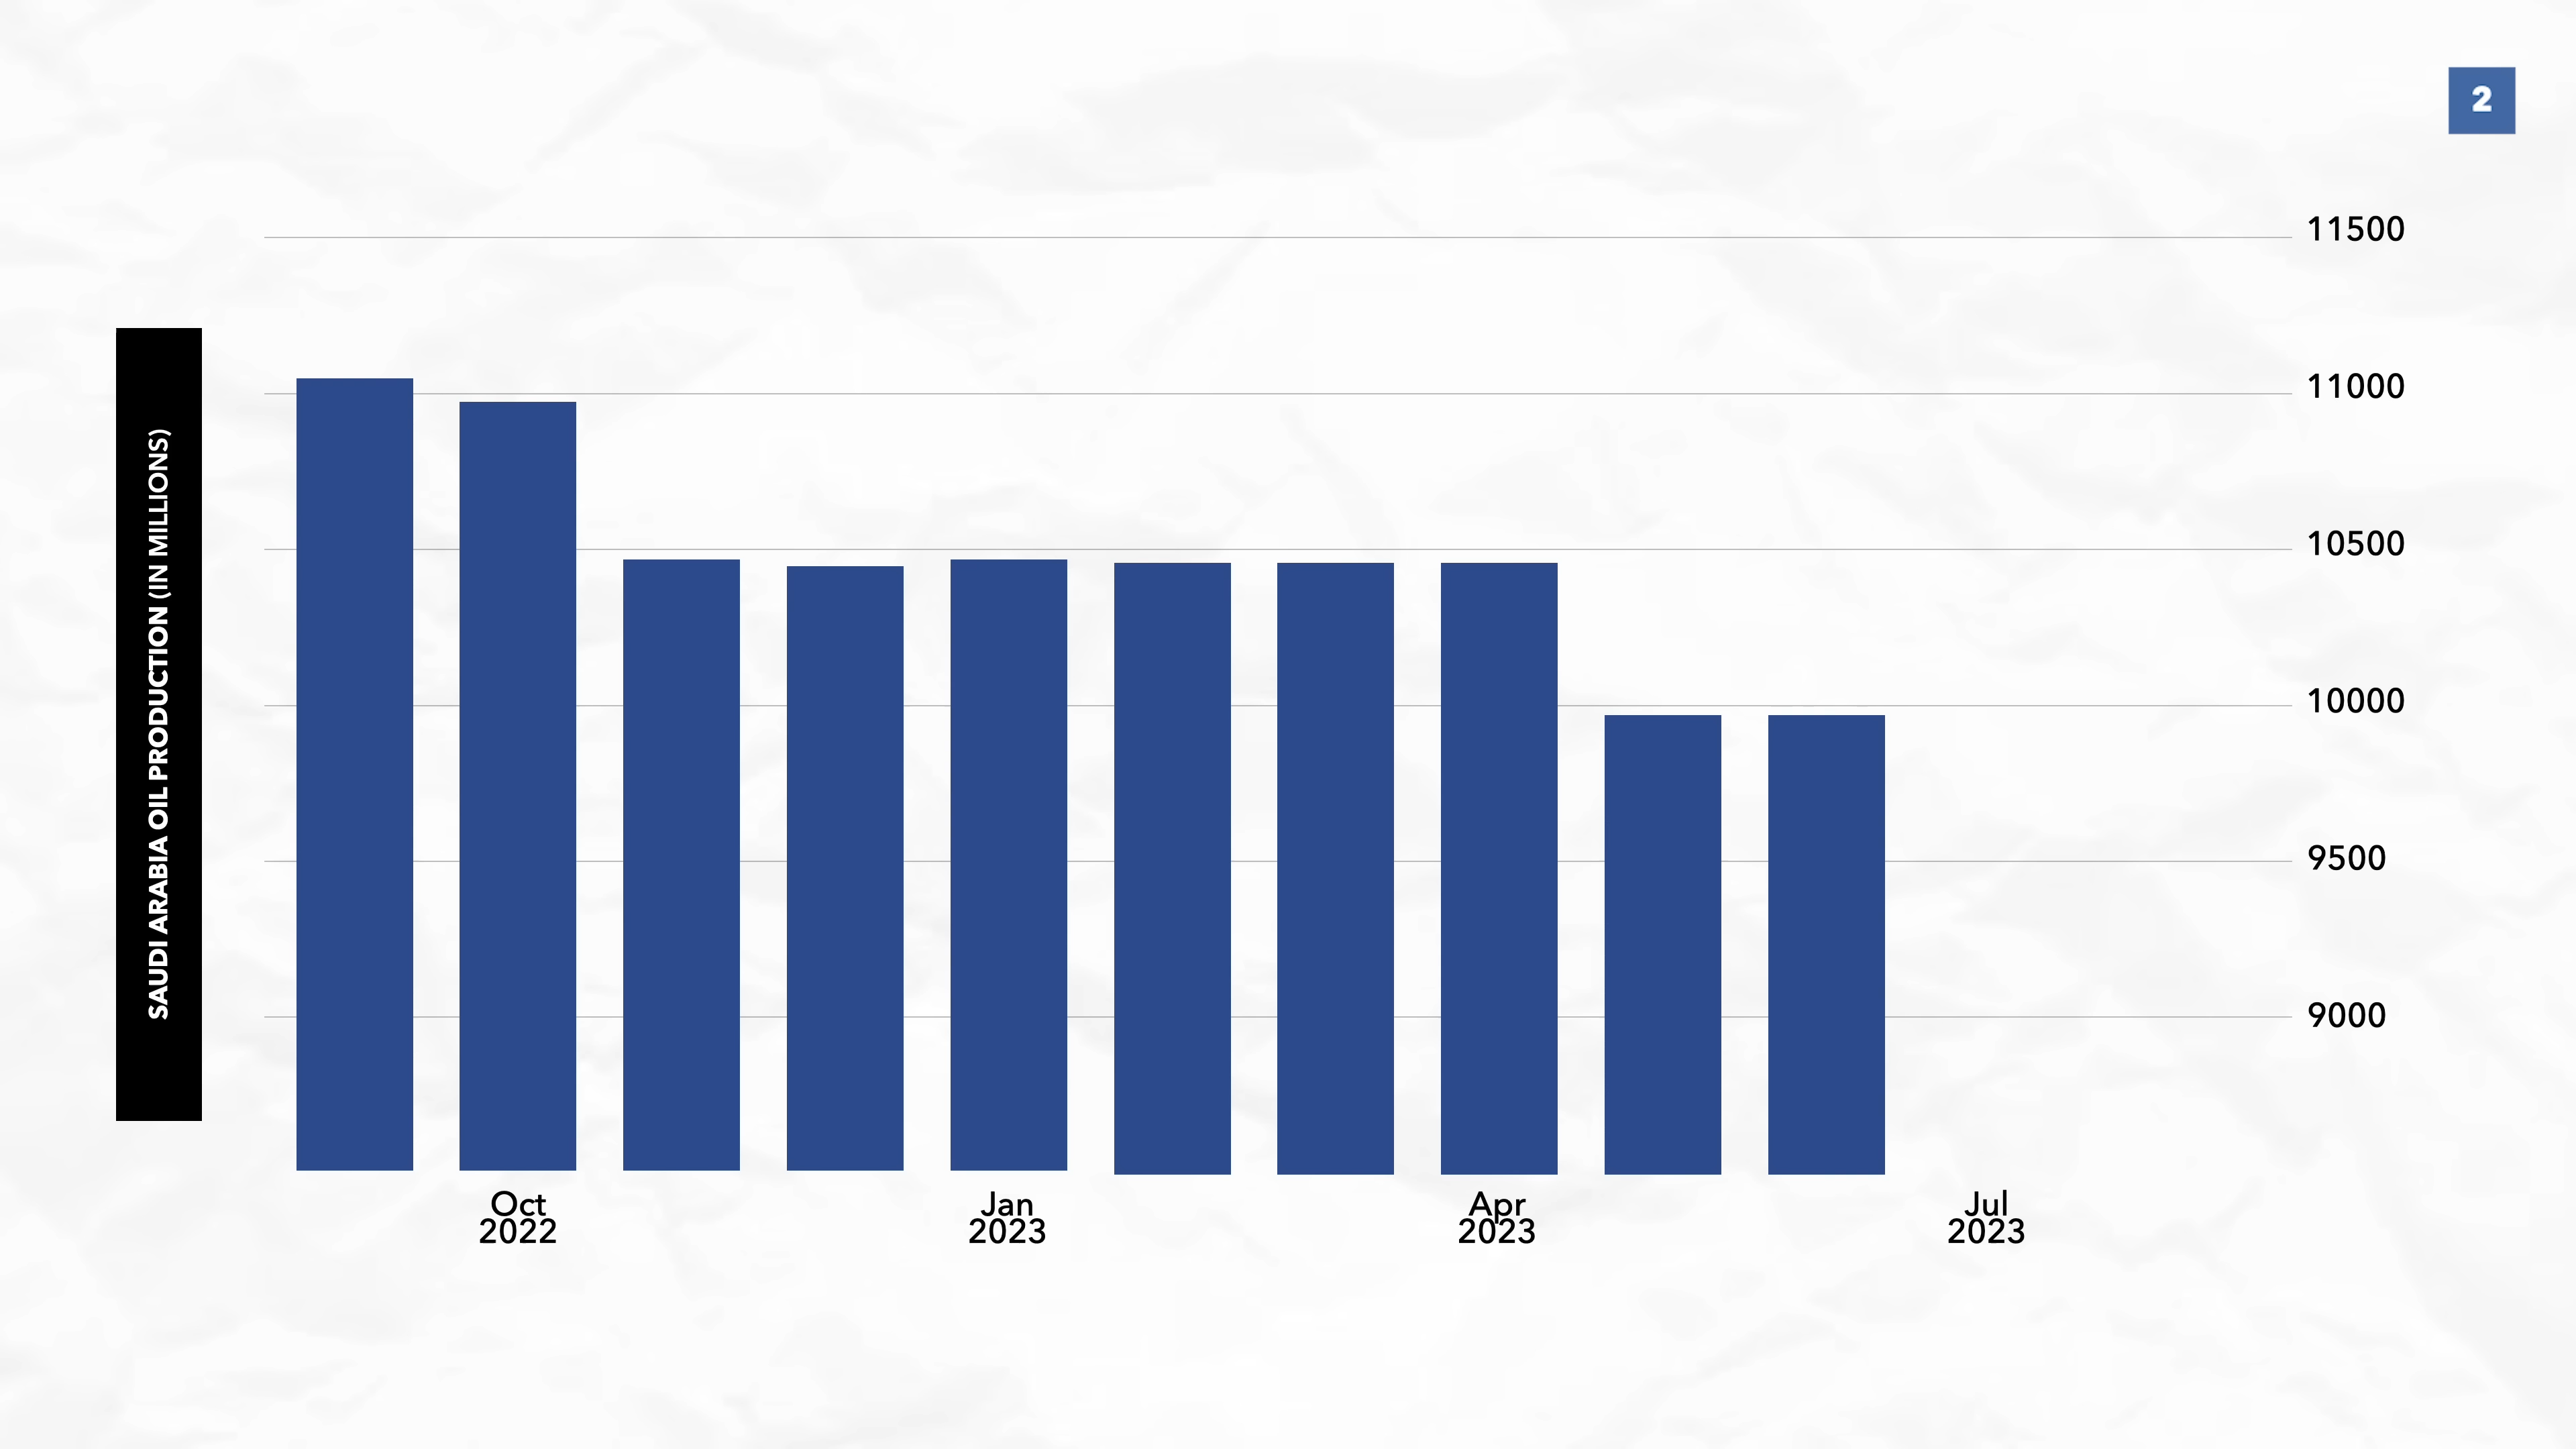 2
11500
11000
10500
10000
9500
9000
SAUDI ARABIA OIL PRODUCTION (IN MILLIONS)
Oct
2022
Jan
2023
Apr
2023
Jul
2023